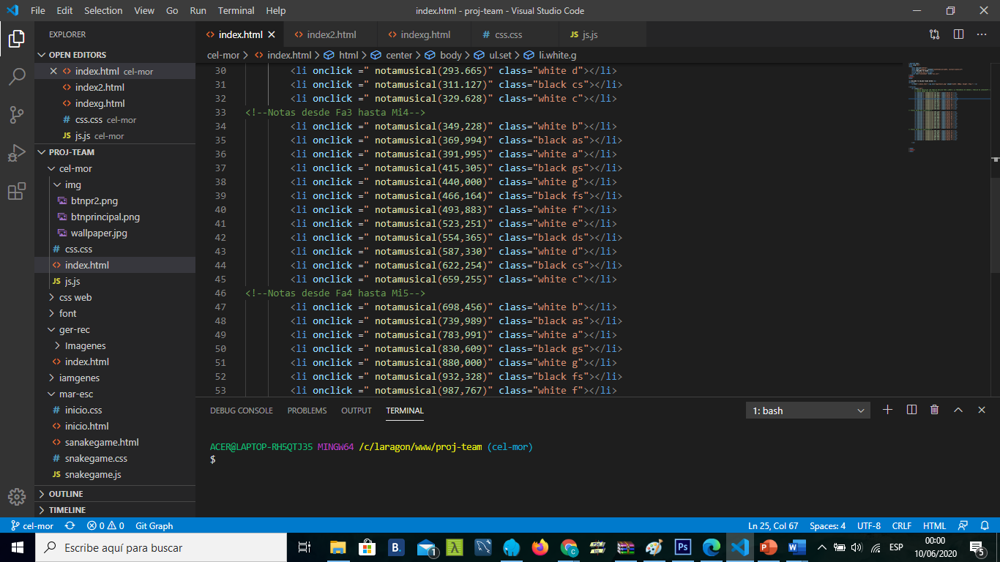 File Edit Selection View Go Run Terminal Help index.html - proj-team - Visual Studio Code
EXPLORER
OPEN EDITORS
index.html cel-mor
index2.html
indexg.html
css.css cel-mor
js.js cel-mor
PROJ-TEAM
cel-mor
img
btnpr2.png
btnprincipal.png
wallpaper.jpg
css.css
index.html
js.js
css web
font
ger-rec
Imagenes
index.html
iamgenes
mar-esc
inicio.css
inicio.html
sanakegame.html
snakegame.css
snakegame.js
OUTLINE
TIMELINE
index.html index2.html indexg.html css.css js.js
cel-mor > index.html > html > center > body > ul.set > li.white.g
30 <li onclick =" notamusical(293.665)" class="white d"></li>
31 <li onclick =" notamusical(311.127)" class="black cs"></li>
32 <li onclick =" notamusical(329.628)" class="white c"></li>
33 <!--Notas desde Fa3 hasta Mi4-->
34 <li onclick =" notamusical(349,228)" class="white b"></li>
35 <li onclick =" notamusical(369,994)" class="black as"></li>
36 <li onclick =" notamusical(391,995)" class="white a"></li>
37 <li onclick =" notamusical(415,305)" class="black gs"></li>
38 <li onclick =" notamusical(440,000)" class="white g"></li>
39 <li onclick =" notamusical(466,164)" class="black fs"></li>
40 <li onclick =" notamusical(493,883)" class="white f"></li>
41 <li onclick =" notamusical(523,251)" class="white e"></li>
42 <li onclick =" notamusical(554,365)" class="black ds"></li>
43 <li onclick =" notamusical(587,330)" class="white d"></li>
44 <li onclick =" notamusical(622,254)" class="black cs"></li>
45 <li onclick =" notamusical(659,255)" class="white c"></li>
46 <!--Notas desde Fa4 hasta Mi5-->
47 <li onclick =" notamusical(698,456)" class="white b"></li>
48 <li onclick =" notamusical(739,989)" class="black as"></li>
49 <li onclick =" notamusical(783,991)" class="white a"></li>
50 <li onclick =" notamusical(830,609)" class="black gs"></li>
51 <li onclick =" notamusical(880,000)" class="white g"></li>
52 <li onclick =" notamusical(932,328)" class="black fs"></li>
53 <li onclick =" notamusical(987,767)" class="white f"></li>
DEBUG CONSOLE PROBLEMS OUTPUT TERMINAL 1: bash
ACER@LAPTOP-RH5QTJ35 MINGW64 /c/laragon/www/proj-team (cel-mor)
$
cel-mor 0 0 Git Graph Ln 25, Col 67 Spaces: 4 UTF-8 CRLF HTML
Escribe aquí para buscar
ESP
00:00
10/06/2020